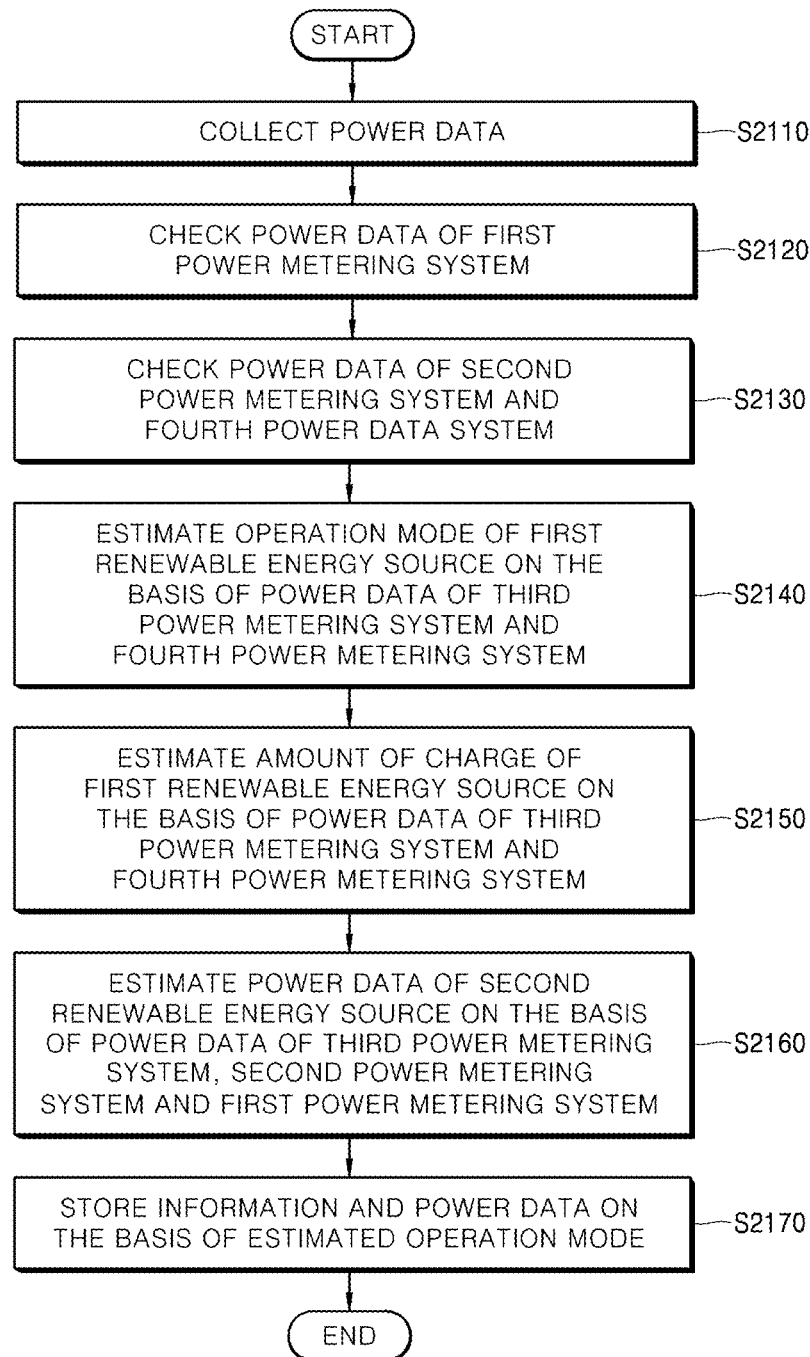 START
COLLECT POWER DATA
S2110
CHECK POWER DATA OF FIRST
POWER METERING SYSTEM
S2120
CHECK POWER DATA OF SECOND
POWER METERING SYSTEM AND
FOURTH POWER DATA SYSTEM
S2130
ESTIMATE OPERATION MODE OF FIRST
RENEWABLE ENERGY SOURCE ON THE
BASIS OF POWER DATA OF THIRD
POWER METERING SYSTEM AND
FOURTH POWER METERING SYSTEM
S2140
ESTIMATE AMOUNT OF CHARGE OF
FIRST RENEWABLE ENERGY SOURCE ON
THE BASIS OF POWER DATA OF THIRD
POWER METERING SYSTEM AND
FOURTH POWER METERING SYSTEM
S2150
ESTIMATE POWER DATA OF SECOND
RENEWABLE ENERGY SOURCE ON THE BASIS
OF POWER DATA OF THIRD POWER METERING
SYSTEM, SECOND POWER METERING
SYSTEM AND FIRST POWER METERING SYSTEM
S2160
STORE INFORMATION AND POWER DATA ON
THE BASIS OF ESTIMATED OPERATION MODE
S2170
END